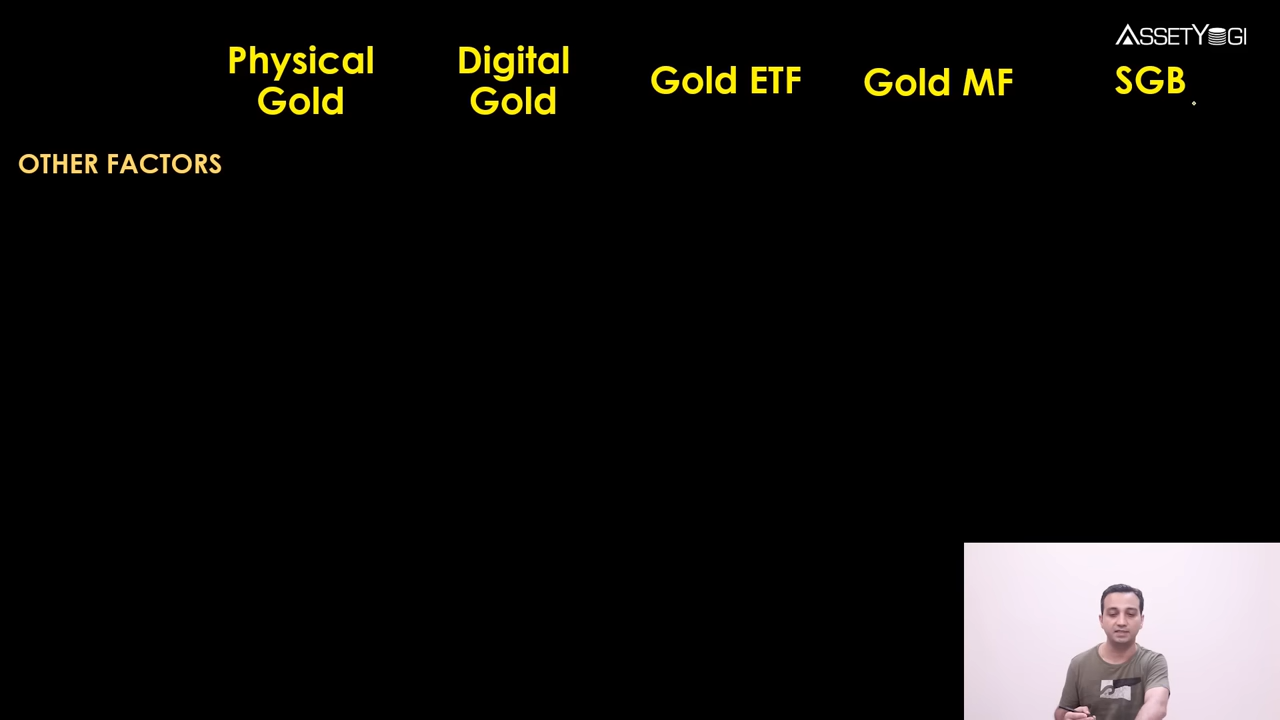 ASSETYOGI
Physical
Gold
Digital
Gold
Gold ETF
Gold MF
SGB
OTHER FACTORS